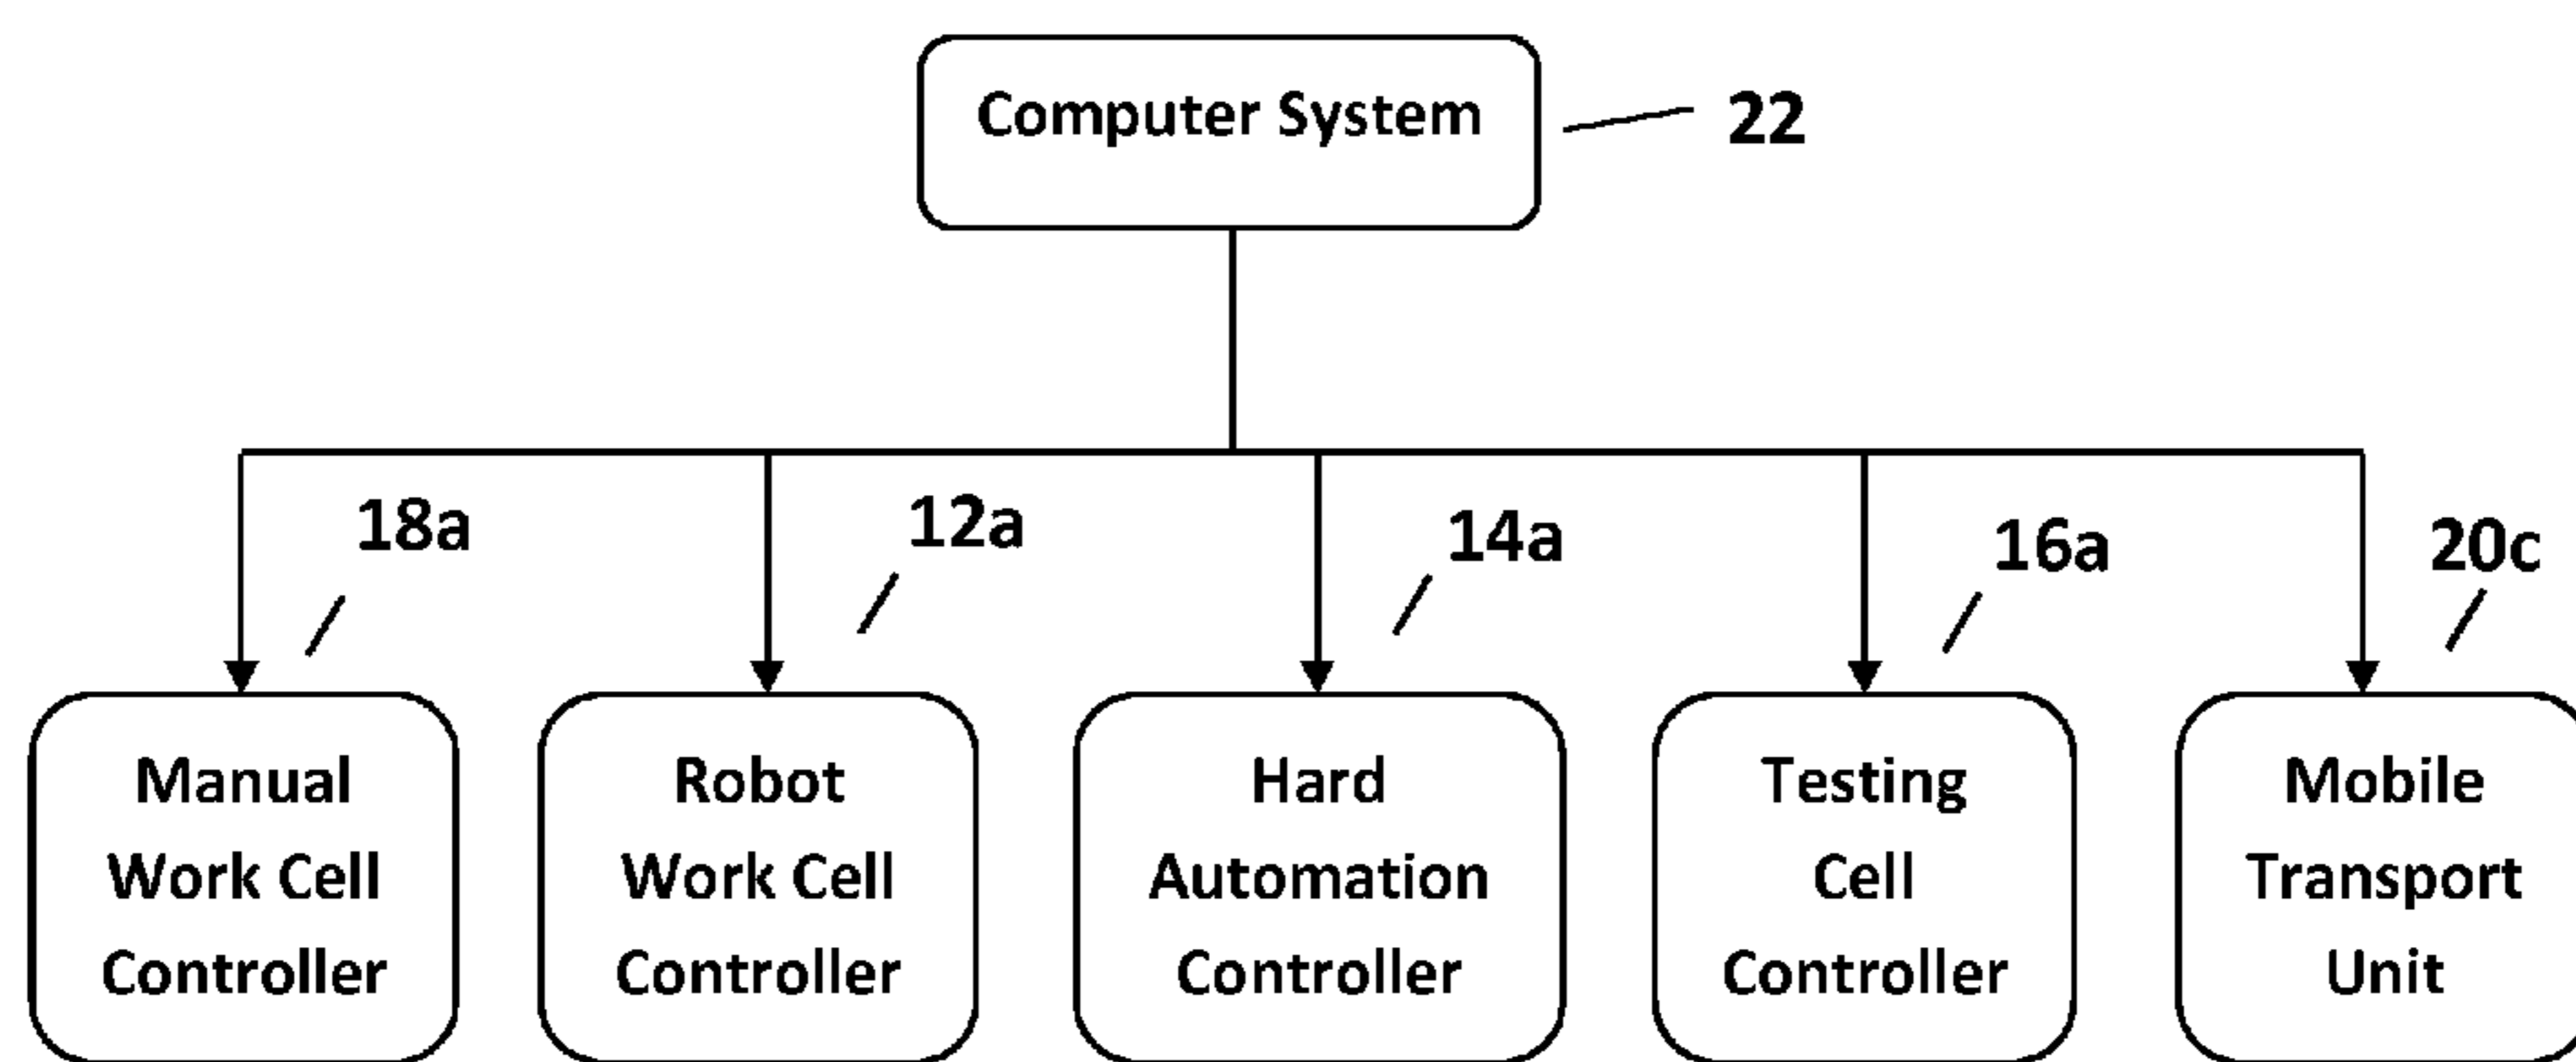 Computer System
22
18a
12a
14a
16a
20c
Manual
Work Cell
Controller
Robot
Work Cell
Controller
Hard
Automation
Controller
Testing
Cell
Controller
Mobile
Transport
Unit